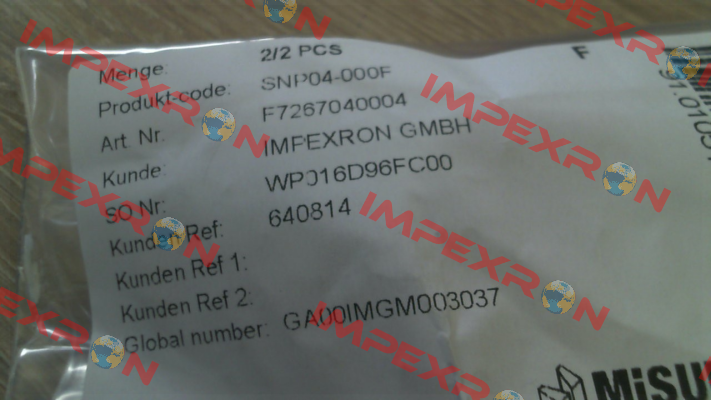 Menge: 2/2 PCS
Produkt-code: SNP04-000F
Art. Nr. F7267040004
Kunde: IMPEXRON GMBH
SO Nr: WP016D96FC00
Kunden Ref: 640814
Kunden Ref 1:
Kunden Ref 2:
Global number: GA00IMGM003037
F
IMPEXRON
IMPEXRON
IMPEXRON
IMPEXRON